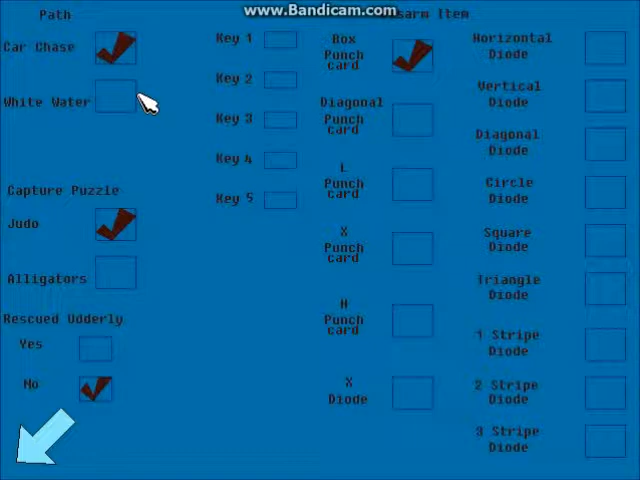 www.Bandicam.com
Path
Car Chase
White Water
Capture Puzzle
Judo
Alligators
Rescued Udderly
Yes
No
Key 1
Key 2
Key 3
Key 4
Key 5
Item
Box
Punch
card
Diagonal
Punch
card
L
Punch
card
X
Punch
card
H
Punch
card
X
Diode
Horizontal
Diode
Vertical
Diode
Diagonal
Diode
Circle
Diode
Square
Diode
Triangle
Diode
1 Stripe
Diode
2 Stripe
Diode
3 Stripe
Diode